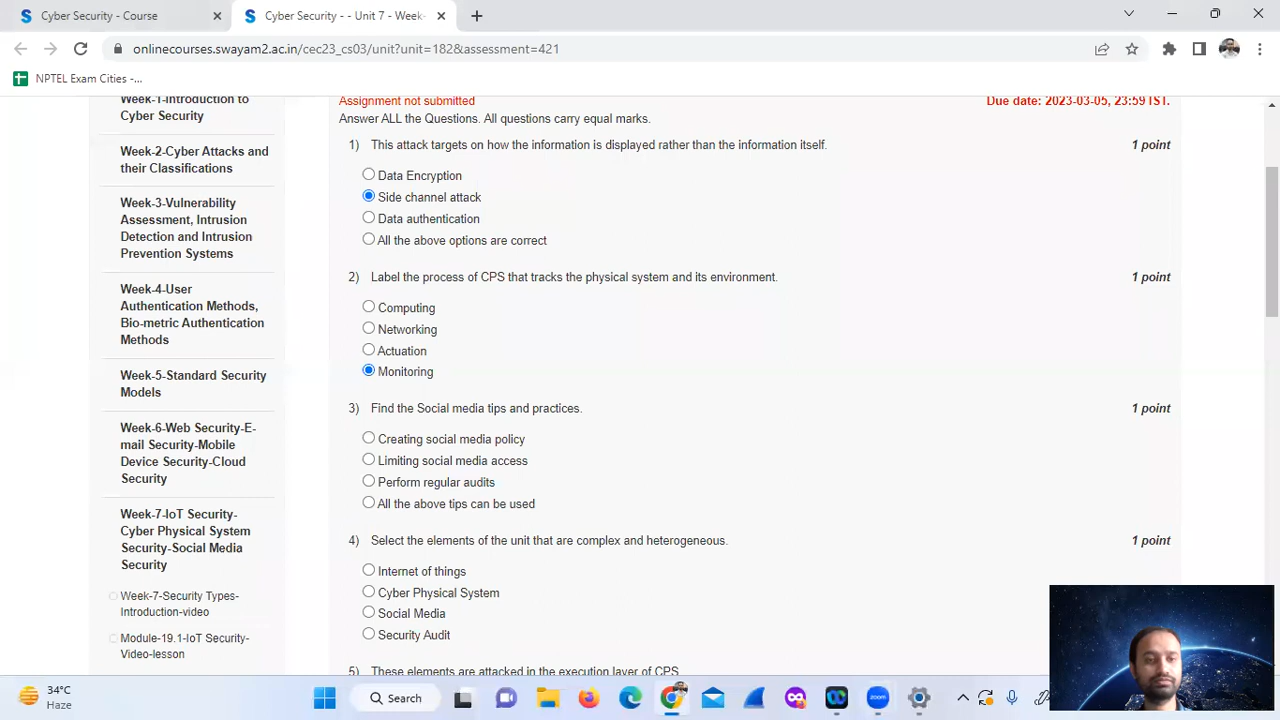 Cyber Security - Course
Cyber Security - - Unit 7 - Week-
onlinecourses.swayam2.ac.in/cec23_cs03/unit?unit=182&assessment=421
NPTEL Exam Cities -...
Week-1-Introduction to
Cyber Security
Week-2-Cyber Attacks and
their Classifications
Week-3-Vulnerability
Assessment, Intrusion
Detection and Intrusion
Prevention Systems
Week-4-User
Authentication Methods,
Bio-metric Authentication
Methods
Week-5-Standard Security
Models
Week-6-Web Security-E-
mail Security-Mobile
Device Security-Cloud
Security
Week-7-IoT Security-
Cyber Physical System
Security-Social Media
Security
Week-7-Security Types-
Introduction-video
Module-19.1-IoT Security-
Video-lesson
Assignment not submitted
Due date: 2023-03-05, 23:59 IST.
Answer ALL the Questions. All questions carry equal marks.
1) This attack targets on how the information is displayed rather than the information itself. 1 point
Data Encryption
Side channel attack
Data authentication
All the above options are correct
2) Label the process of CPS that tracks the physical system and its environment. 1 point
Computing
Networking
Actuation
Monitoring
3) Find the Social media tips and practices. 1 point
Creating social media policy
Limiting social media access
Perform regular audits
All the above tips can be used
4) Select the elements of the unit that are complex and heterogeneous. 1 point
Internet of things
Cyber Physical System
Social Media
Security Audit
5) These elements are attacked in the execution layer of CPS
34°C
Haze
Search
zoom